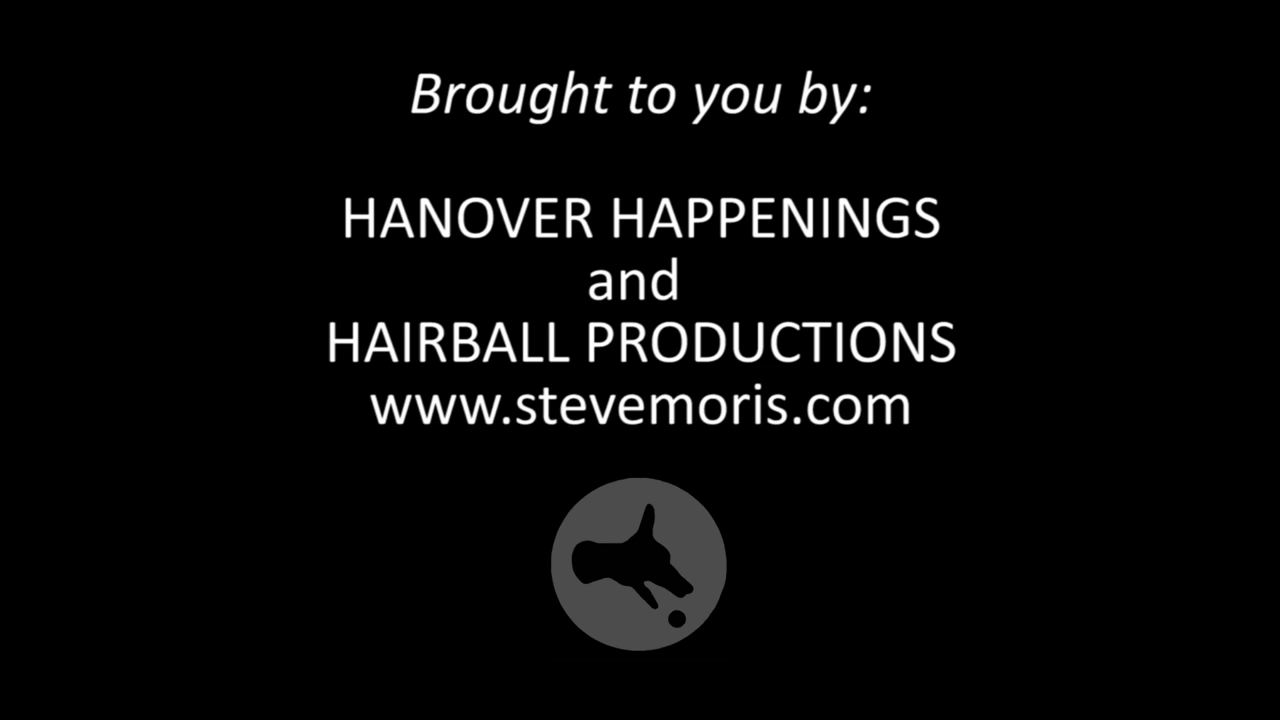 Brought to you by:
HANOVER HAPPENINGS
and
HAIRBALL PRODUCTIONS
www.stevemoris.com